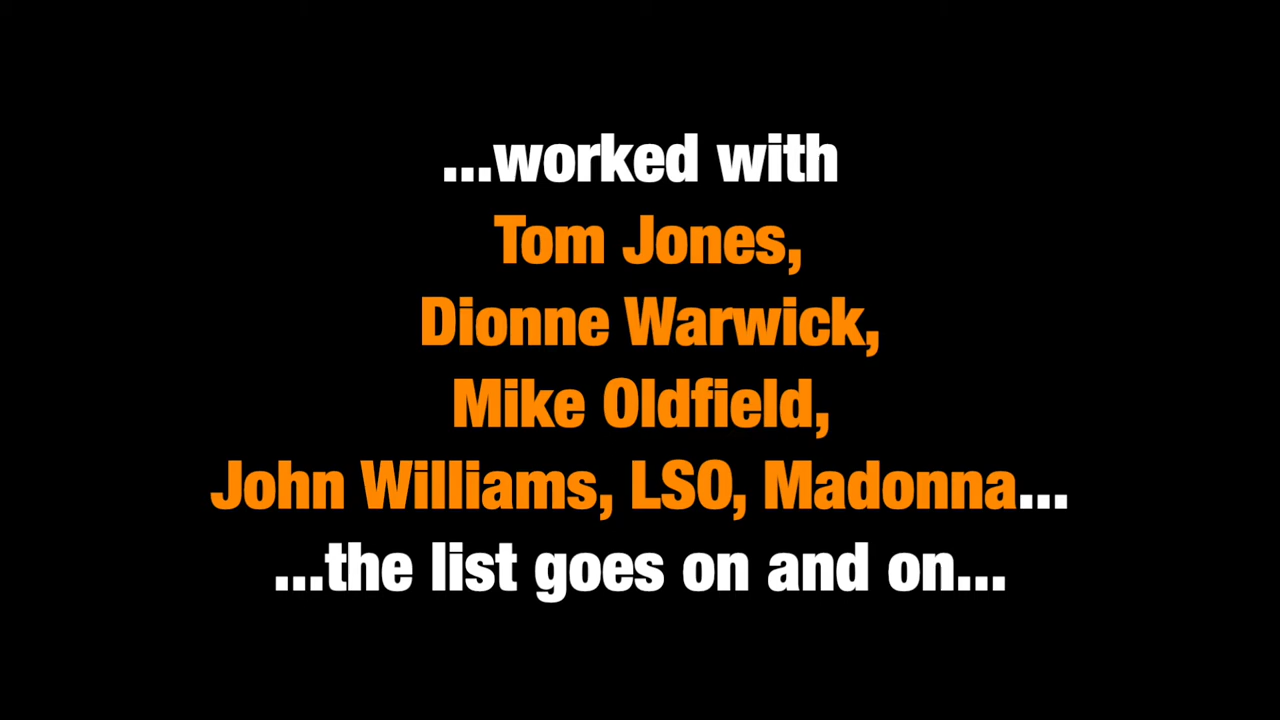 ...worked with
Tom Jones,
Dionne Warwick,
Mike Oldfield,
John Williams, LSO, Madonna...
...the list goes on and on...